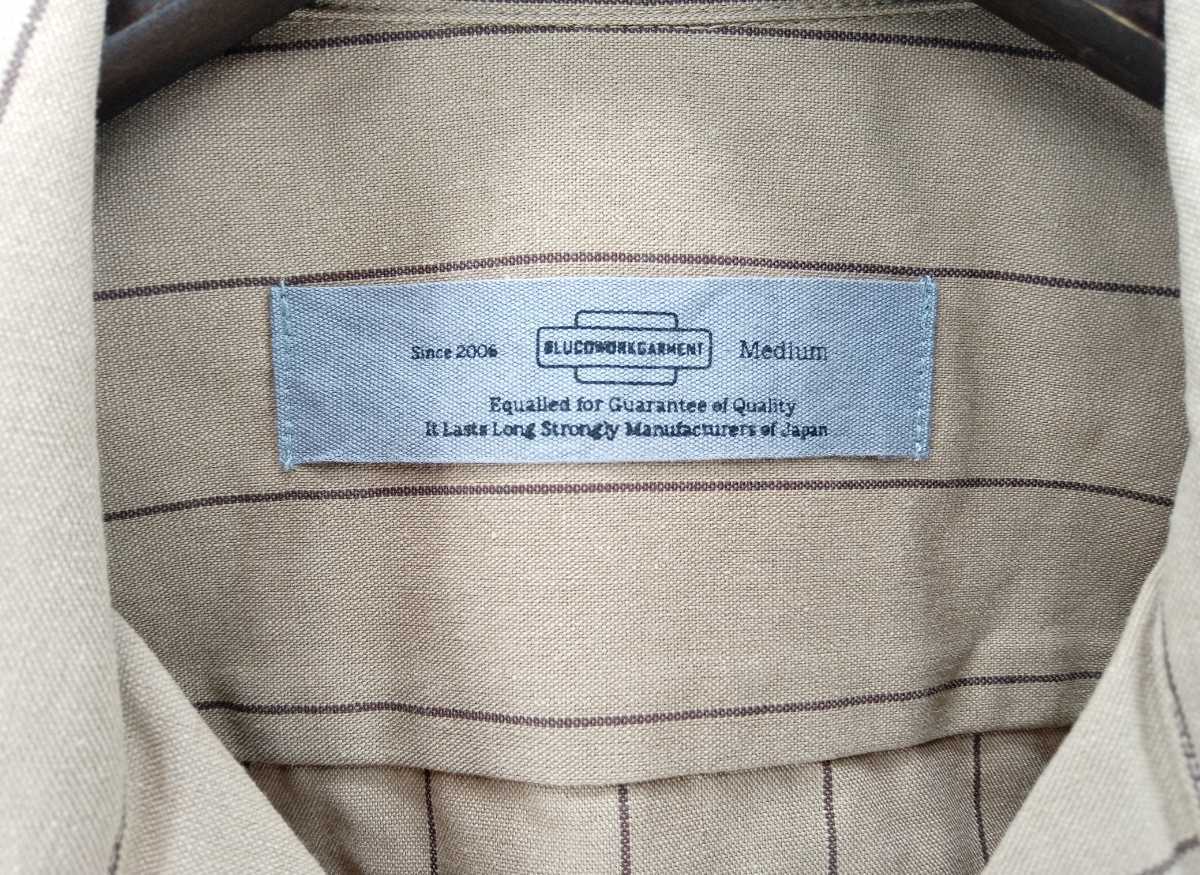 Since 2006 BLUCOWORKGARMENT Medium
Equalled for Guarantee of Quality
It Lasts Long Strongly Manufacturers of Japan